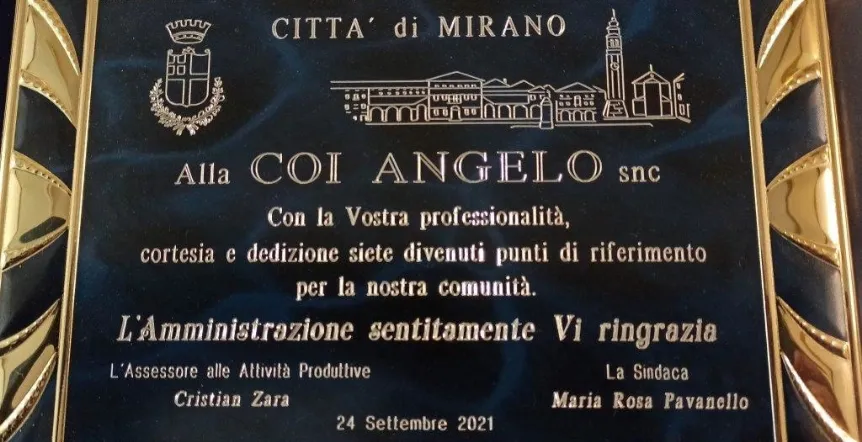 CITTA' di MIRANO
Alla COI ANGELO snc
Con la Vostra professionalità,
cortesia e dedizione siete divenuti punti di riferimento
per la nostra comunità.
L'Amministrazione sentitamente Vi ringrazia
L'Assessore alle Attività Produttive
Cristian Zara
La Sindaca
Maria Rosa Pavanello
24 Settembre 2021